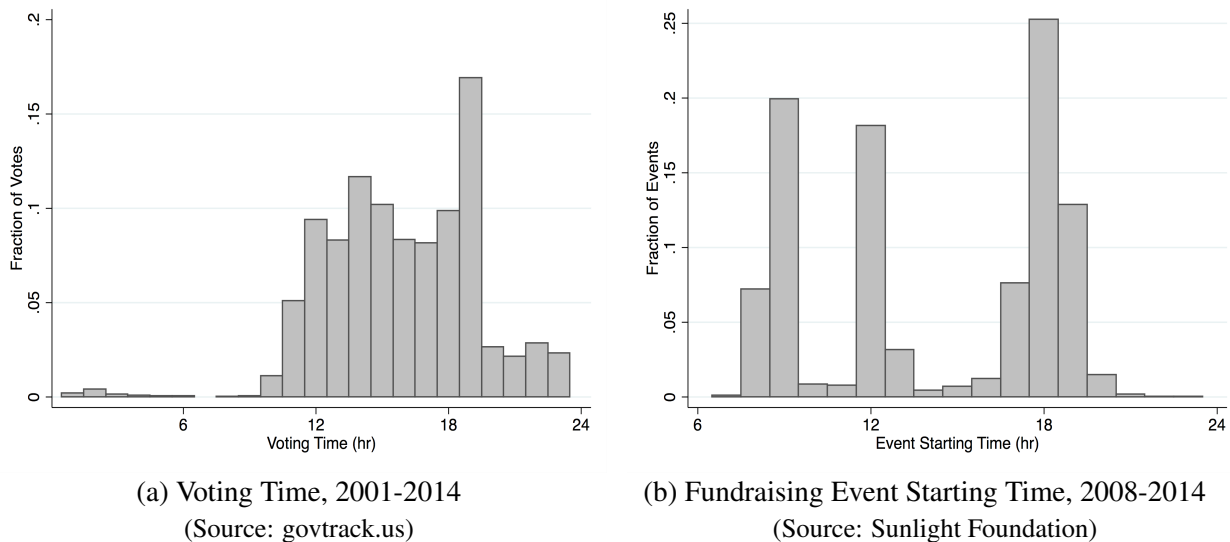 .2
.15
.1
.05
0
Fraction of Votes
6 12 18 24
Voting Time (hr)
(a) Voting Time, 2001-2014
(Source: govtrack.us)
.25
.2
.15
.1
.05
0
Fraction of Events
6 12 18 24
Event Starting Time (hr)
(b) Fundraising Event Starting Time, 2008-2014
(Source: Sunlight Foundation)